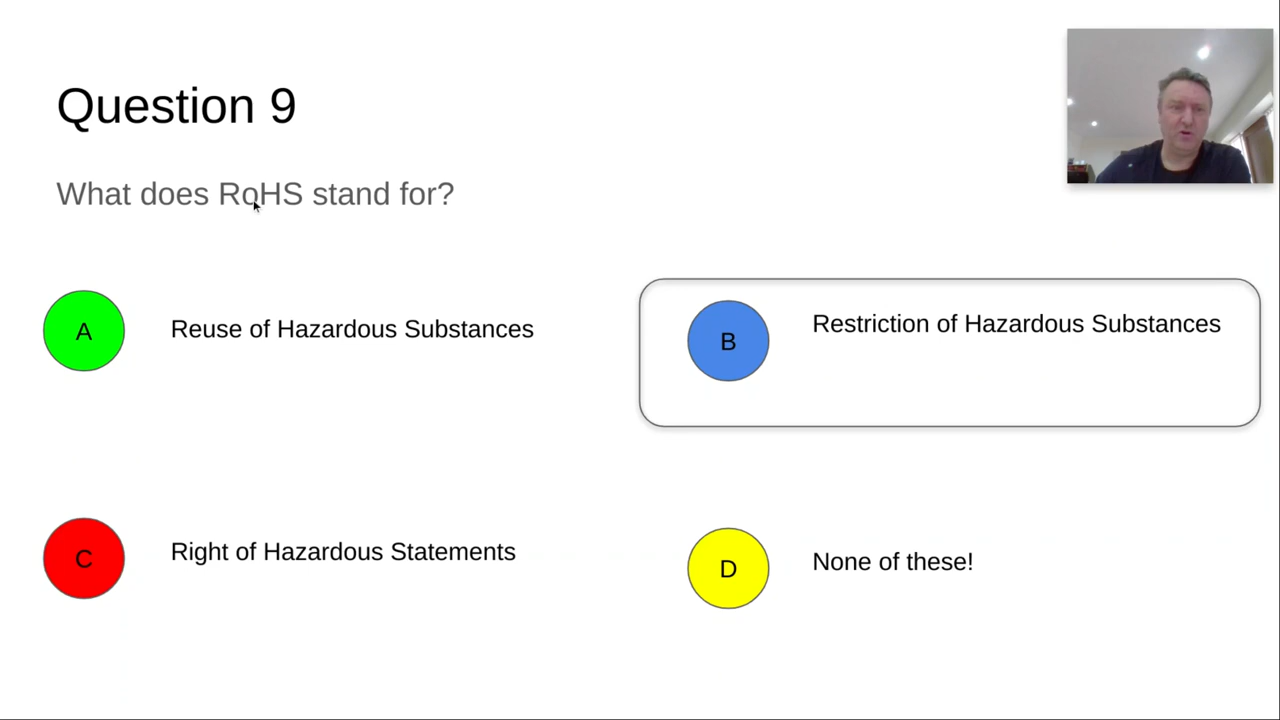 Question 9
What does RoHS stand for?
A
Reuse of Hazardous Substances
B
Restriction of Hazardous Substances
C
Right of Hazardous Statements
D
None of these!